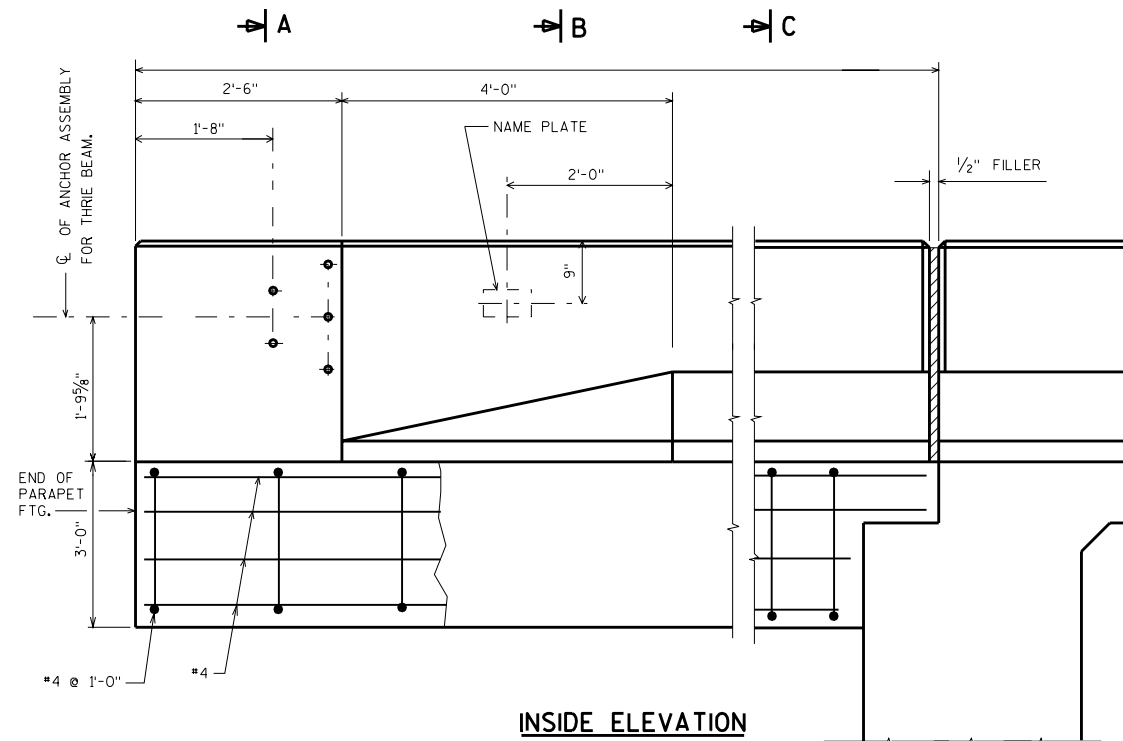 A
B
C
℄ OF ANCHOR ASSEMBLY
FOR THRIE BEAM.
2'-6"
4'-0"
1'-8"
NAME PLATE
2'-0"
½" FILLER
9"
1'-9⅝"
END OF
PARAPET
FTG.
3'-0"
#4 @ 1'-0"
#4
INSIDE ELEVATION